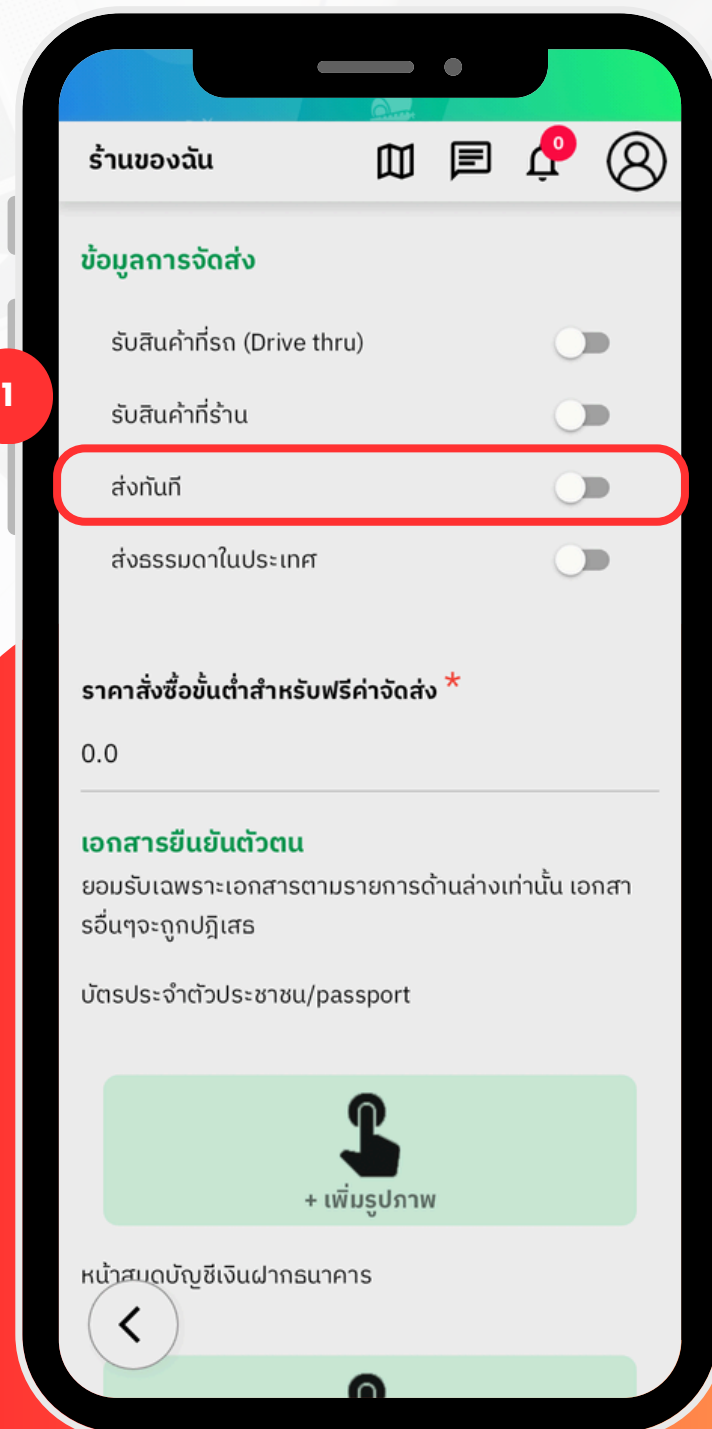 ร้านของฉัน
0
ข้อมูลการจัดส่ง
รับสินค้าที่รถ (Drive thru)
1
รับสินค้าที่ร้าน
ส่งทันที
ส่งธรรมดาในประเทศ
ราคาสั่งซื้อขั้นต่ำสำหรับฟรีค่าจัดส่ง *
0.0
เอกสารยืนยันตัวตน
ยอมรับเฉพราะเอกสารตามรายการด้านล่างเท่านั้น เอกสา
รอื่นๆจะถูกปฎิเสธ
บัตรประจำตัวประชาชน/passport
+ เพิ่มรูปภาพ
หน้าสมุดบัญชีเงินฝากธนาคาร